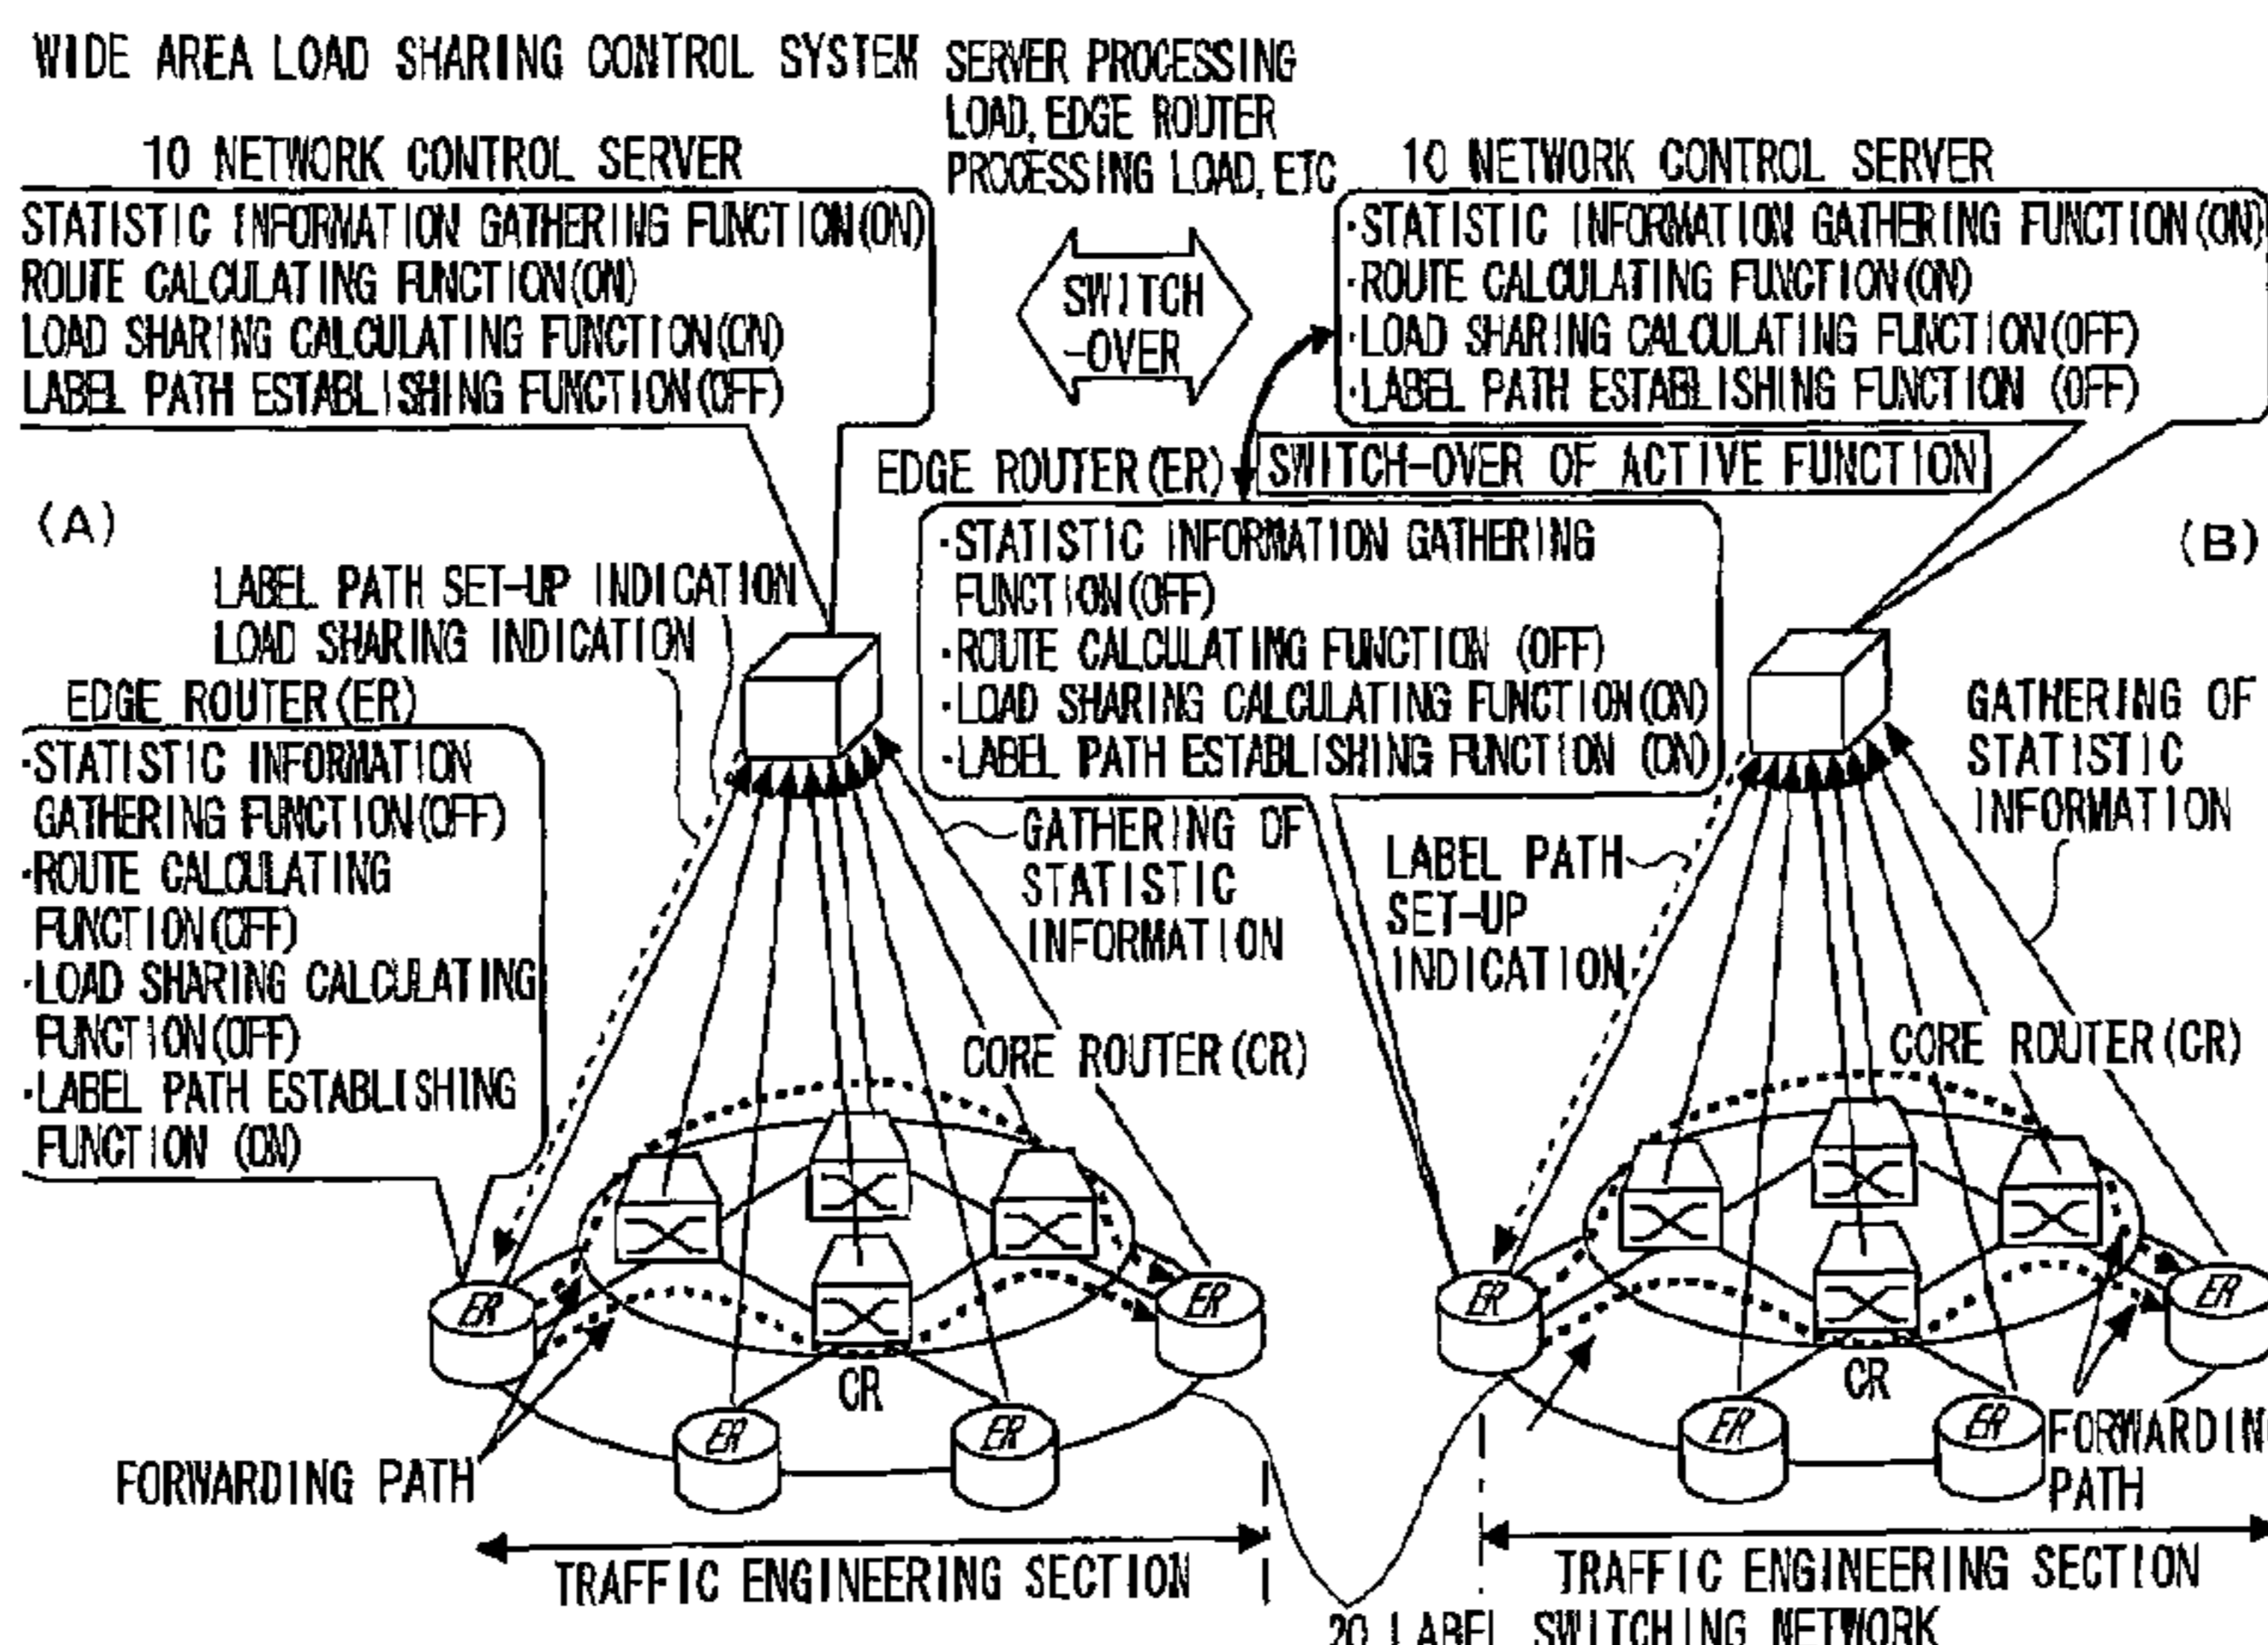 WIDE AREA LOAD SHARING CONTROL SYSTEM
SERVER PROCESSING
LOAD, EDGE ROUTER
PROCESSING LOAD, ETC
10 NETWORK CONTROL SERVER
STATISTIC INFORMATION GATHERING FUNCTION(ON)
ROUTE CALCULATING FUNCTION(ON)
LOAD SHARING CALCULATING FUNCTION(ON)
LABEL PATH ESTABLISHING FUNCTION(OFF)
SWITCH
-OVER
10 NETWORK CONTROL SERVER
·STATISTIC INFORMATION GATHERING FUNCTION(ON)
·ROUTE CALCULATING FUNCTION(ON)
·LOAD SHARING CALCULATING FUNCTION(OFF)
·LABEL PATH ESTABLISHING FUNCTION (OFF)
SWITCH-OVER OF ACTIVE FUNCTION
(A)
LABEL PATH SET-UP INDICATION
LOAD SHARING INDICATION
EDGE ROUTER(ER)
·STATISTIC INFORMATION
GATHERING FUNCTION(OFF)
·ROUTE CALCULATING
FUNCTION(OFF)
·LOAD SHARING CALCULATING
FUNCTION(OFF)
·LABEL PATH ESTABLISHING
FUNCTION (ON)
EDGE ROUTER(ER)
·STATISTIC INFORMATION GATHERING
FUNCTION(OFF)
·ROUTE CALCULATING FUNCTION (OFF)
·LOAD SHARING CALCULATING FUNCTION(ON)
·LABEL PATH ESTABLISHING FUNCTION (ON)
(B)
GATHERING OF
STATISTIC
INFORMATION
CORE ROUTER(CR)
LABEL PATH
SET-UP
INDICATION
GATHERING OF
STATISTIC
INFORMATION
CORE ROUTER(CR)
ER
ER
CR
ER
ER
FORWARDING PATH
TRAFFIC ENGINEERING SECTION
ER
ER
CR
ER
ER
FORWARDIN
PATH
TRAFFIC ENGINEERING SECTION
20 LABEL SWITCHING NETWORK